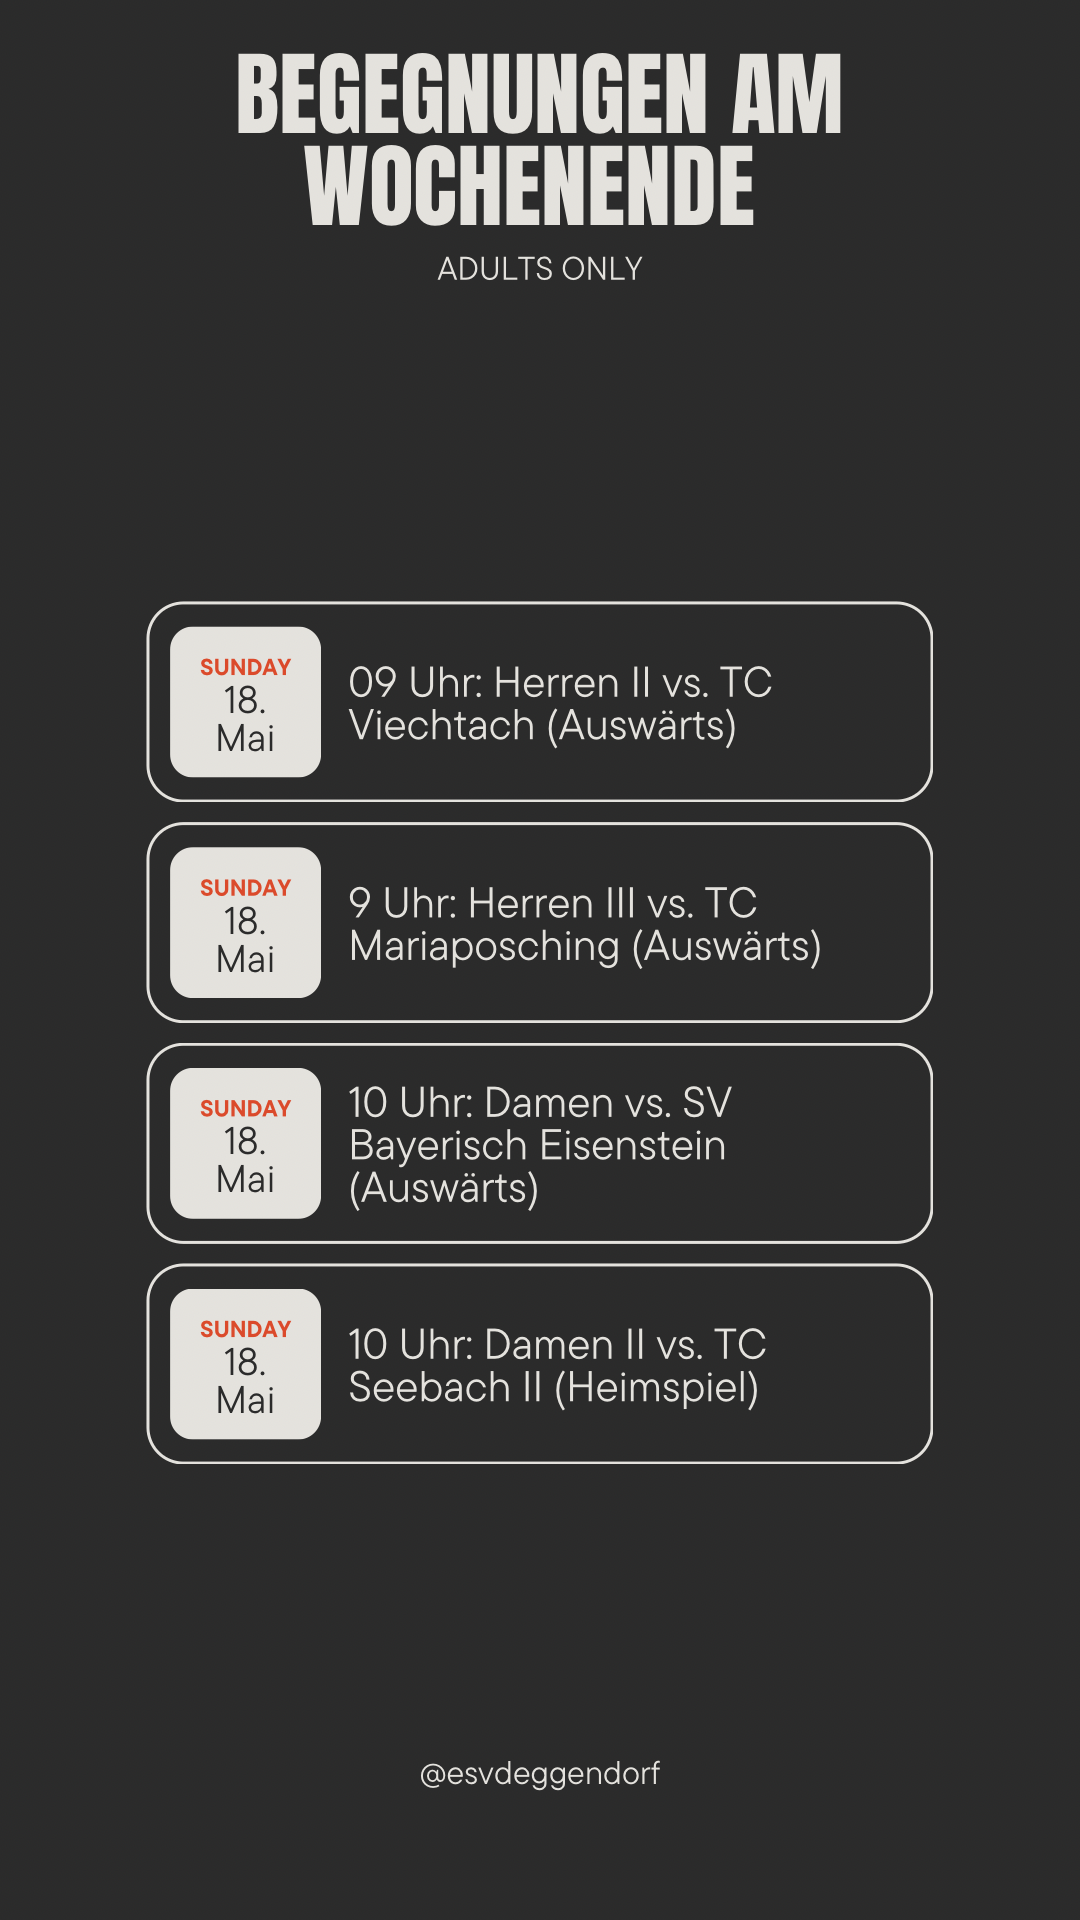 BEGEGNUNGEN AM
WOCHENENDE
ADULTS ONLY
SUNDAY
18.
Mai
09 Uhr: Herren II vs. TC
Viechtach (Auswärts)
SUNDAY
18.
Mai
9 Uhr: Herren III vs. TC
Mariaposching (Auswärts)
SUNDAY
18.
Mai
10 Uhr: Damen vs. SV
Bayerisch Eisenstein
(Auswärts)
SUNDAY
18.
Mai
10 Uhr: Damen II vs. TC
Seebach II (Heimspiel)
@esvdeggendorf